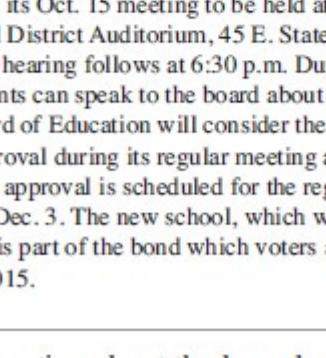 its Oct. 15 meeting to be held a
District Auditorium, 45 E. State
hearing follows at 6:30 p.m. Du
nts can speak to the board about
d of Education will consider the
roval during its regular meeting a
approval is scheduled for the reg
Dec. 3. The new school, which w
is part of the bond which voters a
015.